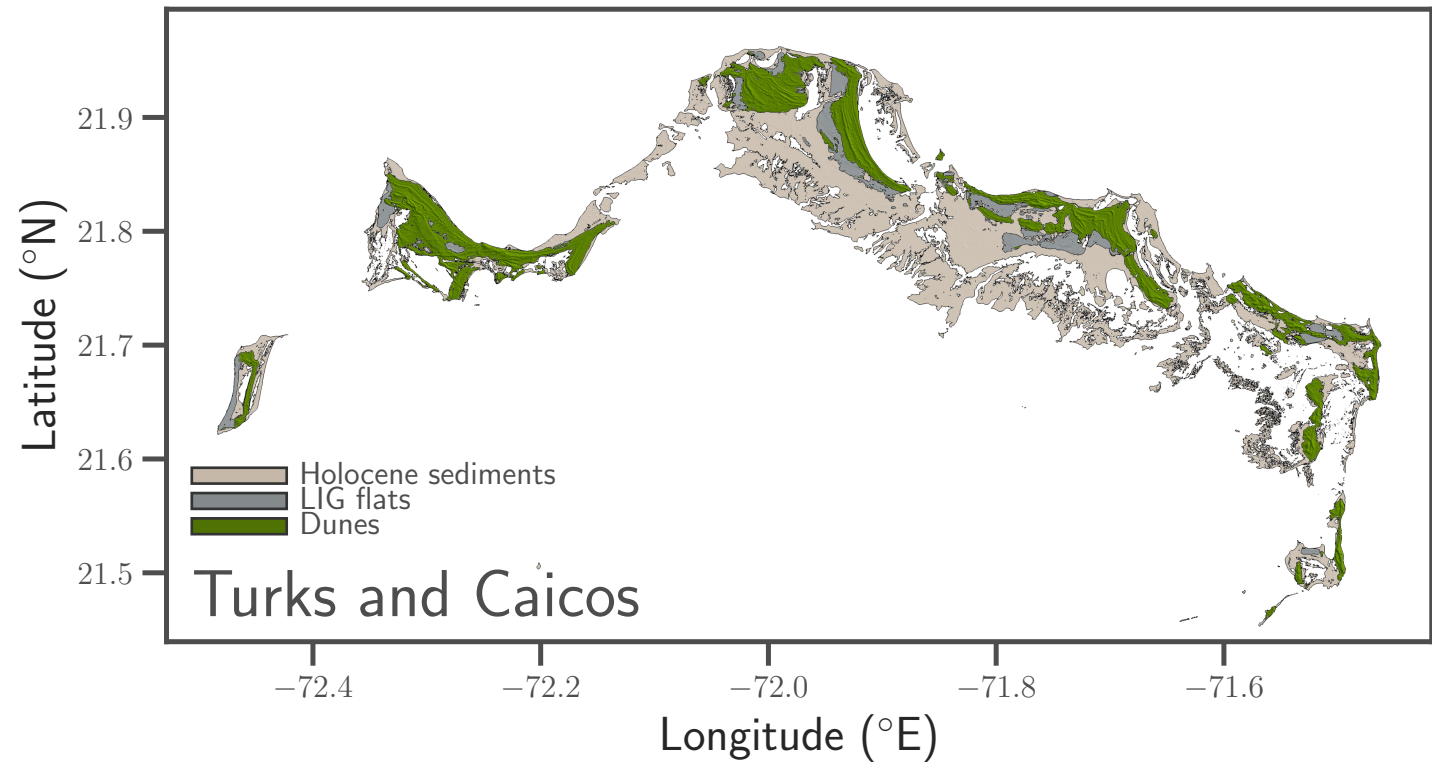 21.9
21.8
21.7
21.6
21.5
Latitude (°N)
Holocene sediments
LIG flats
Dunes
Turks and Caicos
−72.4
−72.2
−72.0
−71.8
−71.6
Longitude (°E)